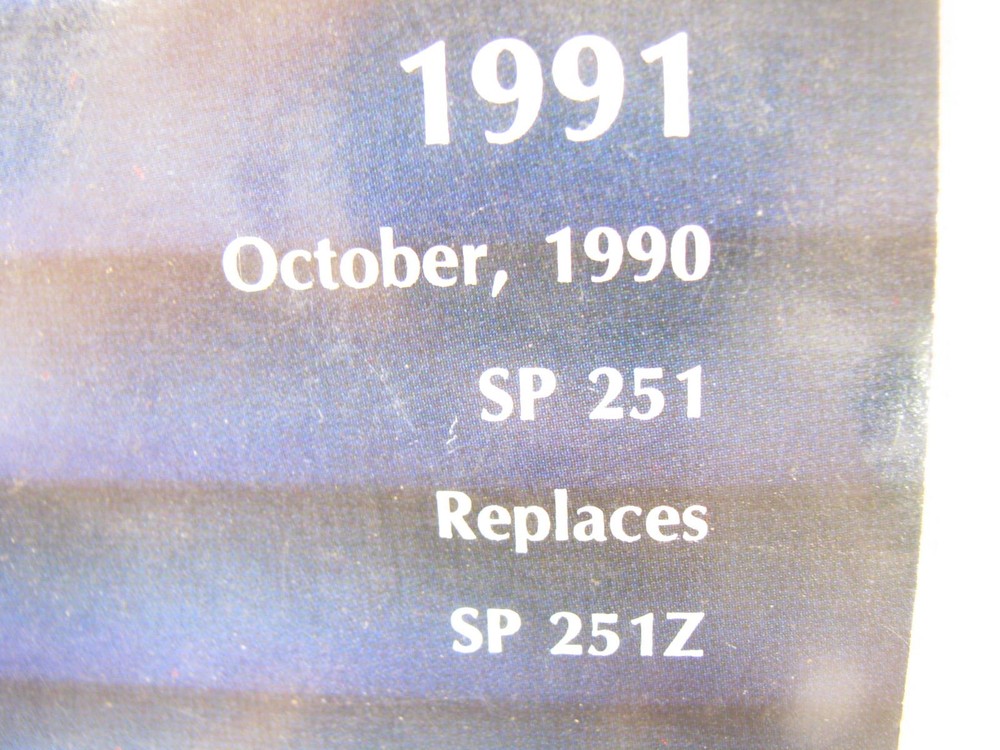 1991
October, 1990
SP 251
Replaces
SP 251Z